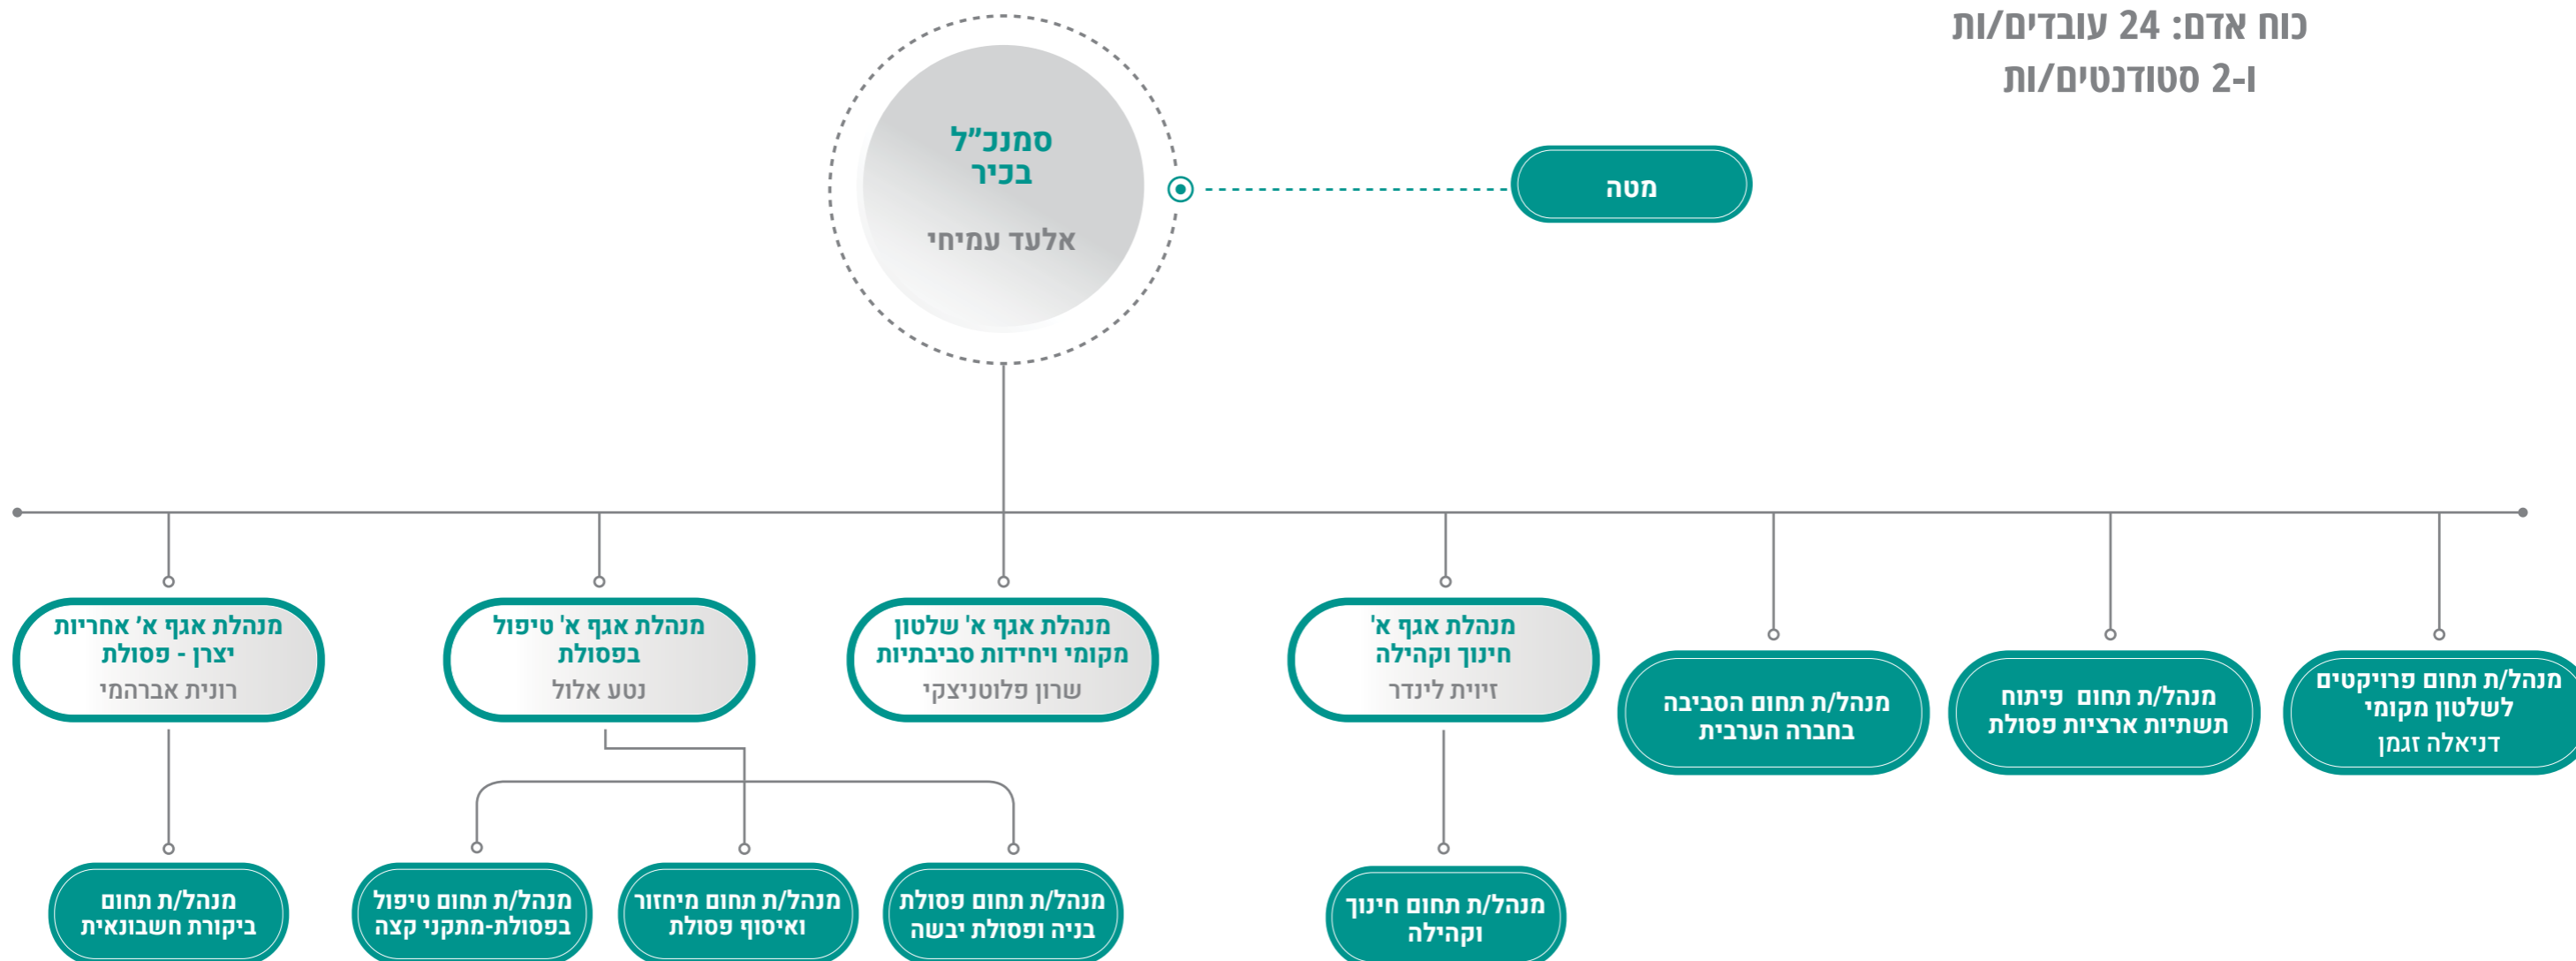 כוח אדם: 24 עובדים/ות
ו-2 סטודנטים/ות
סמנכ״ל
בכיר
אלעד עמיחי
מטה
מנהל/ת תחום פרויקטים
לשלטון מקומי
דניאלה זגמן
מנהל/ת תחום פיתוח
תשתיות ארציות פסולת
מנהל/ת תחום הסביבה
בחברה הערבית
מנהלת אגף א'
חינוך וקהילה
זיוית לינדר
מנהלת אגף א' שלטון
מקומי ויחידות סביבתיות
שרון פלוטניצקי
מנהלת אגף א' טיפול
בפסולת
נטע אלול
מנהלת אגף א׳ אחריות
יצרן - פסולת
רונית אברהמי
מנהל/ת תחום חינוך
וקהילה
מנהל/ת תחום פסולת
בניה ופסולת יבשה
מנהל/ת תחום מיחזור
ואיסוף פסולת
מנהל/ת תחום טיפול
בפסולת-מתקני קצה
מנהל/ת תחום
ביקורת חשבונאית